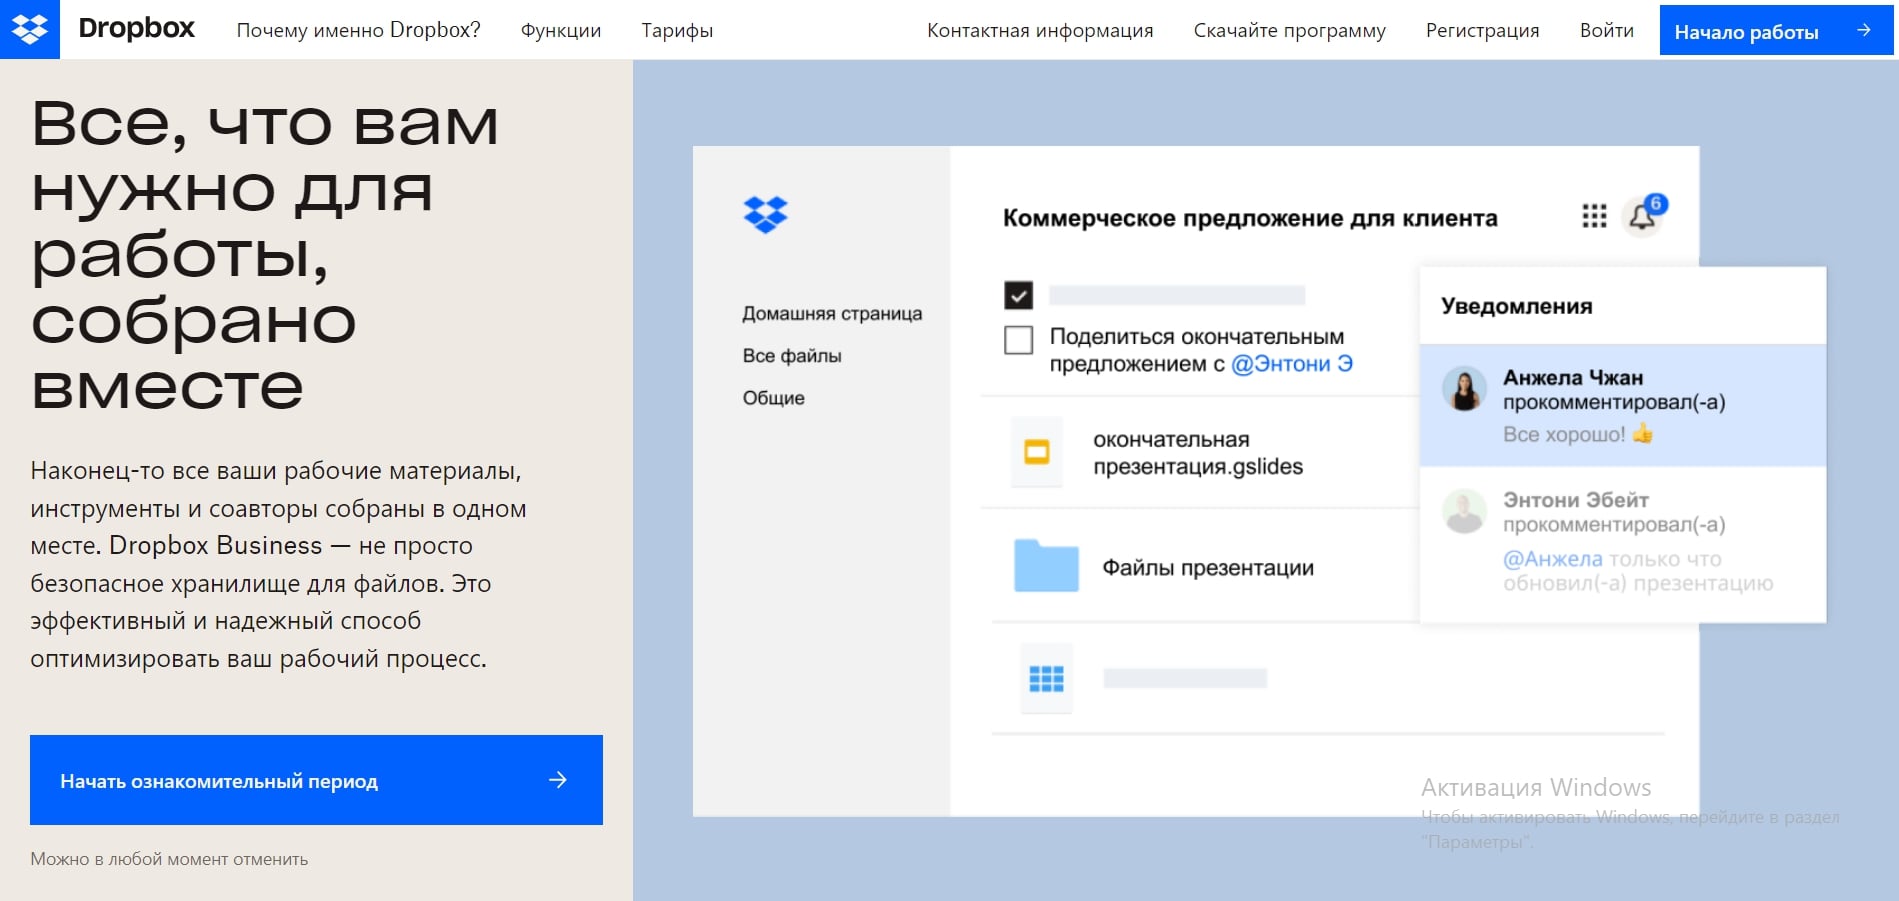 Dropbox
Почему именно Dropbox?
Функции
Тарифы
Контактная информация
Скачайте программу
Регистрация
Войти
Начало работы
Все, что вам
нужно для
работы,
собрано
вместе
Наконец-то все ваши рабочие материалы,
инструменты и соавторы собраны в одном
месте. Dropbox Business — не просто
безопасное хранилище для файлов. Это
эффективный и надежный способ
оптимизировать ваш рабочий процесс.
Начать ознакомительный период
Можно в любой момент отменить
Домашняя страница
Все файлы
Общие
Коммерческое предложение для клиента
6
Поделиться окончательным
предложением с @Энтони Э
окончательная
презентация.gslides
Файлы презентации
Уведомления
Анжела Чжан
прокомментировал(-а)
Все хорошо! 👍
Энтони Эбейт
прокомментировал(-а)
@Анжела только что
обновил(-а) презентацию
Активация Windows
Чтобы активировать Windows, перейдите в раздел
"Параметры".